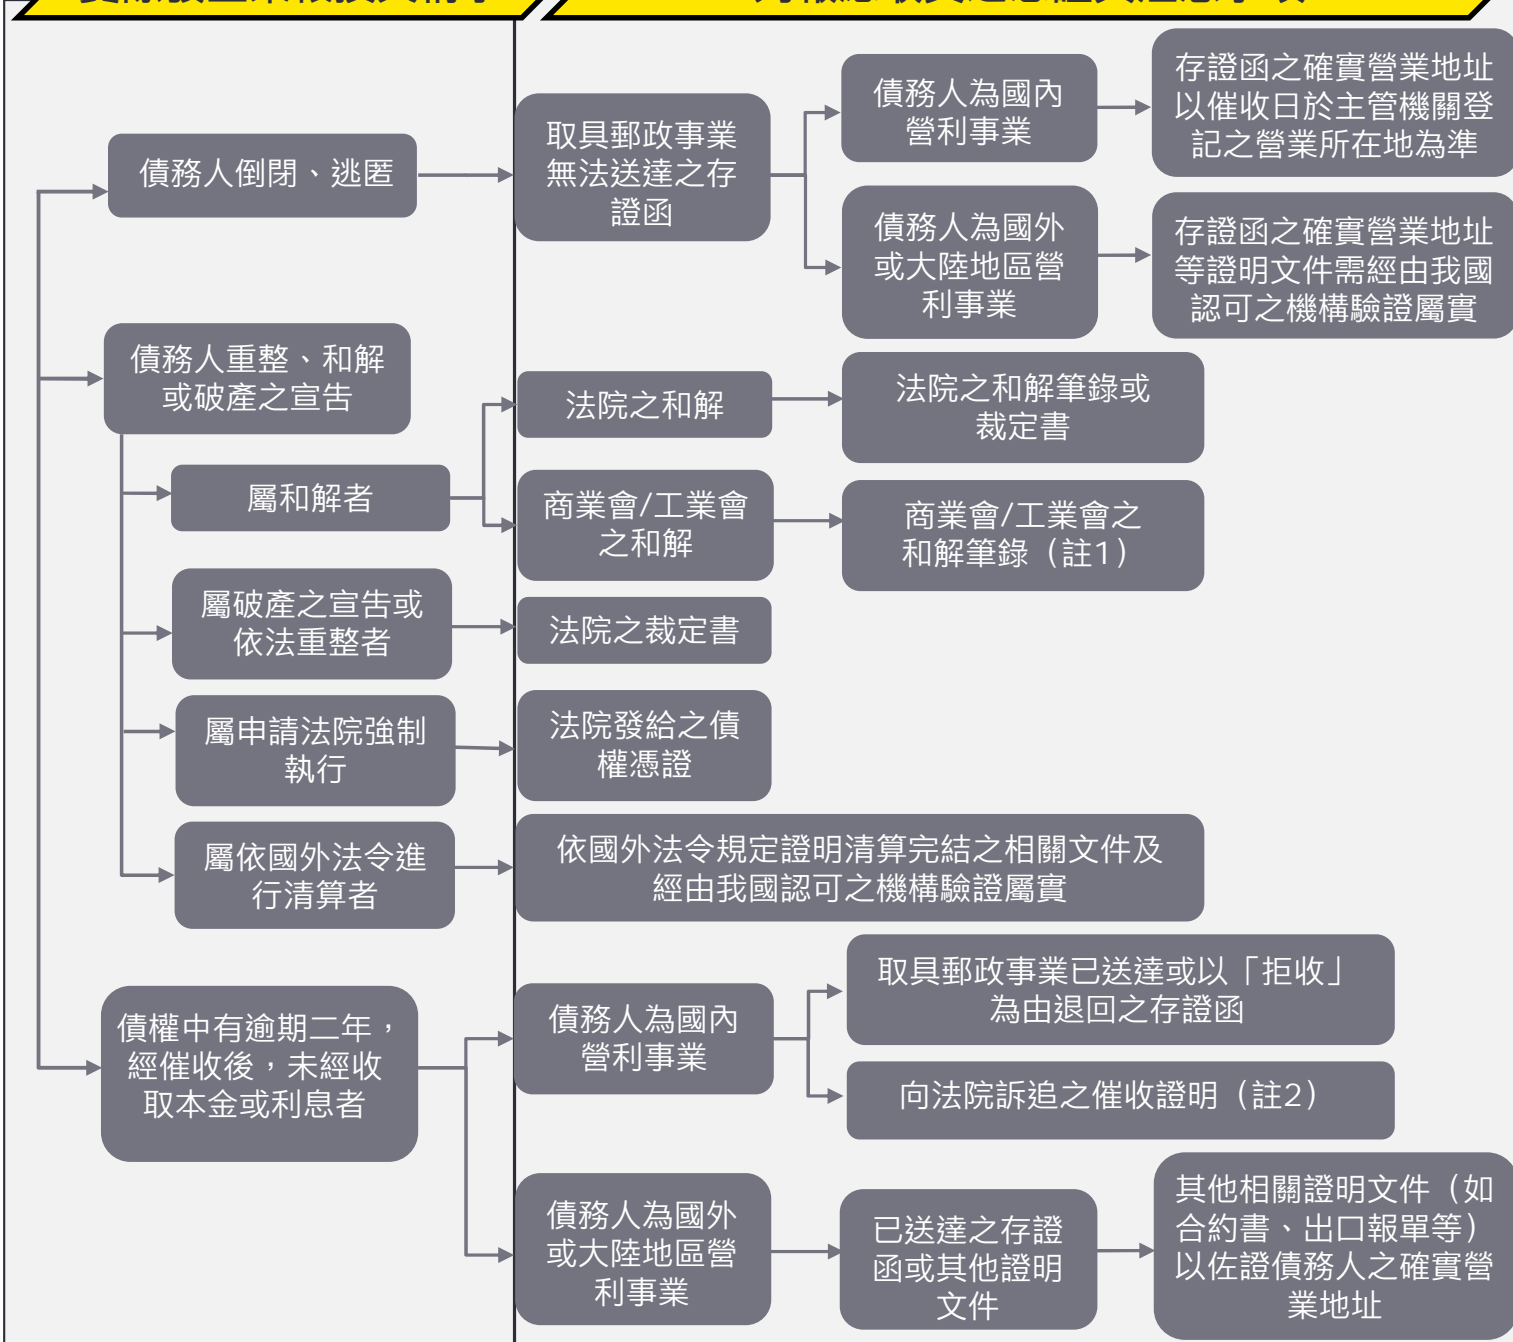 債務人倒閉、逃匿
取具郵政事業
無法送達之存
證函
債務人為國內
營利事業
存證函之確實營業地址
以催收日於主管機關登
記之營業所在地為準
債務人為國外
或大陸地區營
利事業
存證函之確實營業地址
等證明文件需經由我國
認可之機構驗證屬實
債務人重整、和解
或破產之宣告
屬和解者
法院之和解
法院之和解筆錄或
裁定書
商業會/工業會
之和解
商業會/工業會之
和解筆錄（註1）
屬破產之宣告或
依法重整者
法院之裁定書
屬申請法院強制
執行
法院發給之債
權憑證
屬依國外法令進
行清算者
依國外法令規定證明清算完結之相關文件及
經由我國認可之機構驗證屬實
債權中有逾期二年，
經催收後，未經收
取本金或利息者
債務人為國內
營利事業
取具郵政事業已送達或以「拒收」
為由退回之存證函
向法院訴追之催收證明（註2）
債務人為國外
或大陸地區營
利事業
已送達之存證
函或其他證明
文件
其他相關證明文件（如
合約書、出口報單等）
以佐證債務人之確實營
業地址